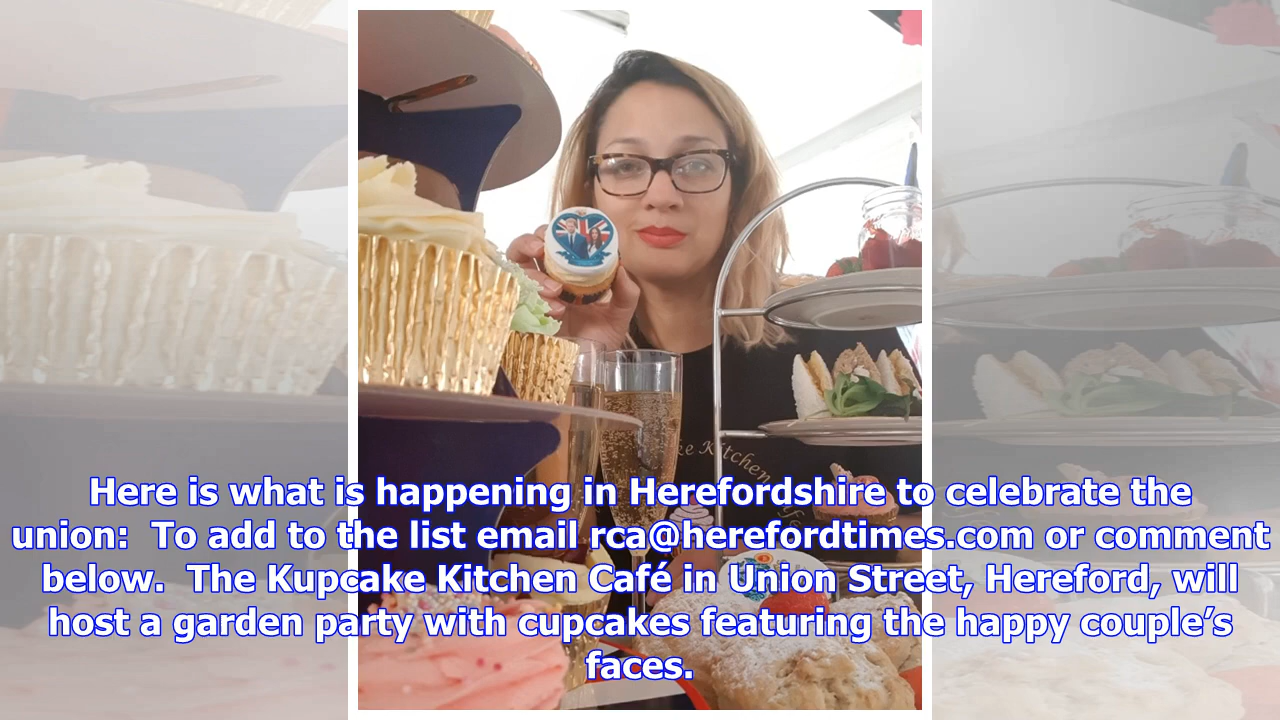 ke Kitchen
Here is what is happening in Herefordshire to celebrate the
union:  To add to the list email rca@herefordtimes.com or comment
below.  The Kupcake Kitchen Café in Union Street, Hereford, will
host a garden party with cupcakes featuring the happy couple’s
faces.